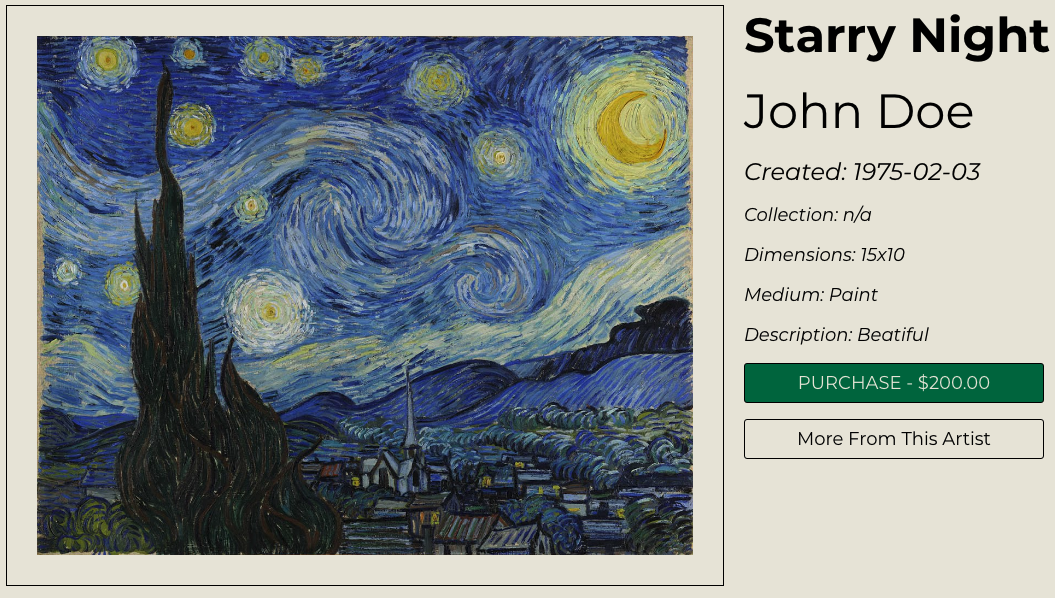 Starry Night
John Doe
Created: 1975-02-03
Collection: n/a
Dimensions: 15x10
Medium: Paint
Description: Beatiful
PURCHASE - $200.00
More From This Artist